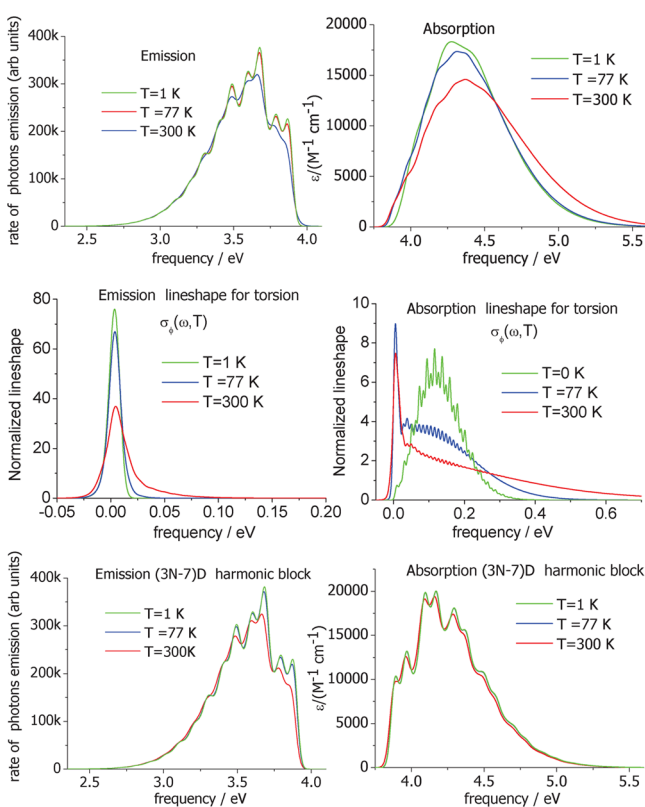 400k
300k
200k
100k
0
2.5
3.0
3.5
4.0
rate of photons emission (arb units)
frequency / eV
Emission
T=1 K
T =77 K
T=300 K
20000
15000
10000
5000
0
4.0
4.5
5.0
5.5
ε/(M⁻¹ cm⁻¹)
frequency / eV
Absorption
T=1 K
T =77 K
T=300 K
80
60
40
20
0
-0.05
0.00
0.05
0.10
0.15
0.20
Normalized lineshape
frequency / eV
Emission lineshape for torsion
σϕ(ω,T)
T=1 K
T =77 K
T=300 K
10
8
6
4
2
0
0.0
0.2
0.4
0.6
Normalized lineshape
frequency / eV
Absorption lineshape for torsion
σϕ(ω,T)
T=0 K
T =77 K
T=300 K
400k
300k
200k
100k
0
2.5
3.0
3.5
4.0
rate of photons emission (arb units)
frequency / eV
Emission (3N-7)D harmonic block
T=1 K
T =77 K
T=300K
20000
15000
10000
5000
0
4.0
4.5
5.0
5.5
ε/(M⁻¹ cm⁻¹)
frequency / eV
Absorption (3N-7)D harmonic block
T=1 K
T =77 K
T=300 K